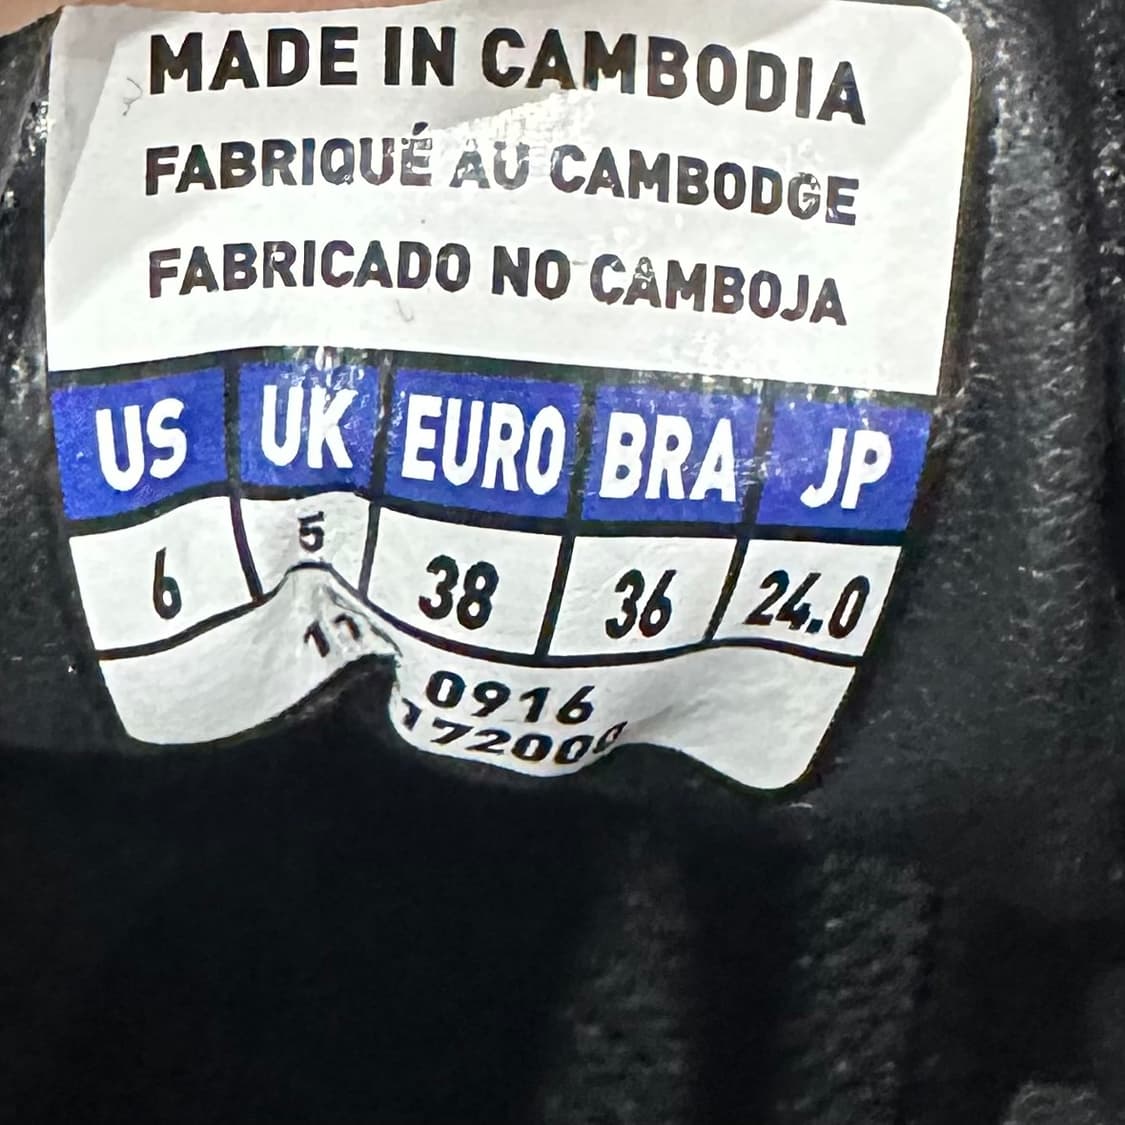 MADE IN CAMBODIA
FABRIQUÉ AU CAMBODGE
FABRICADO NO CAMBOJA
US UK EURO BRA JP
6 5 38 36 24.0
11
0916